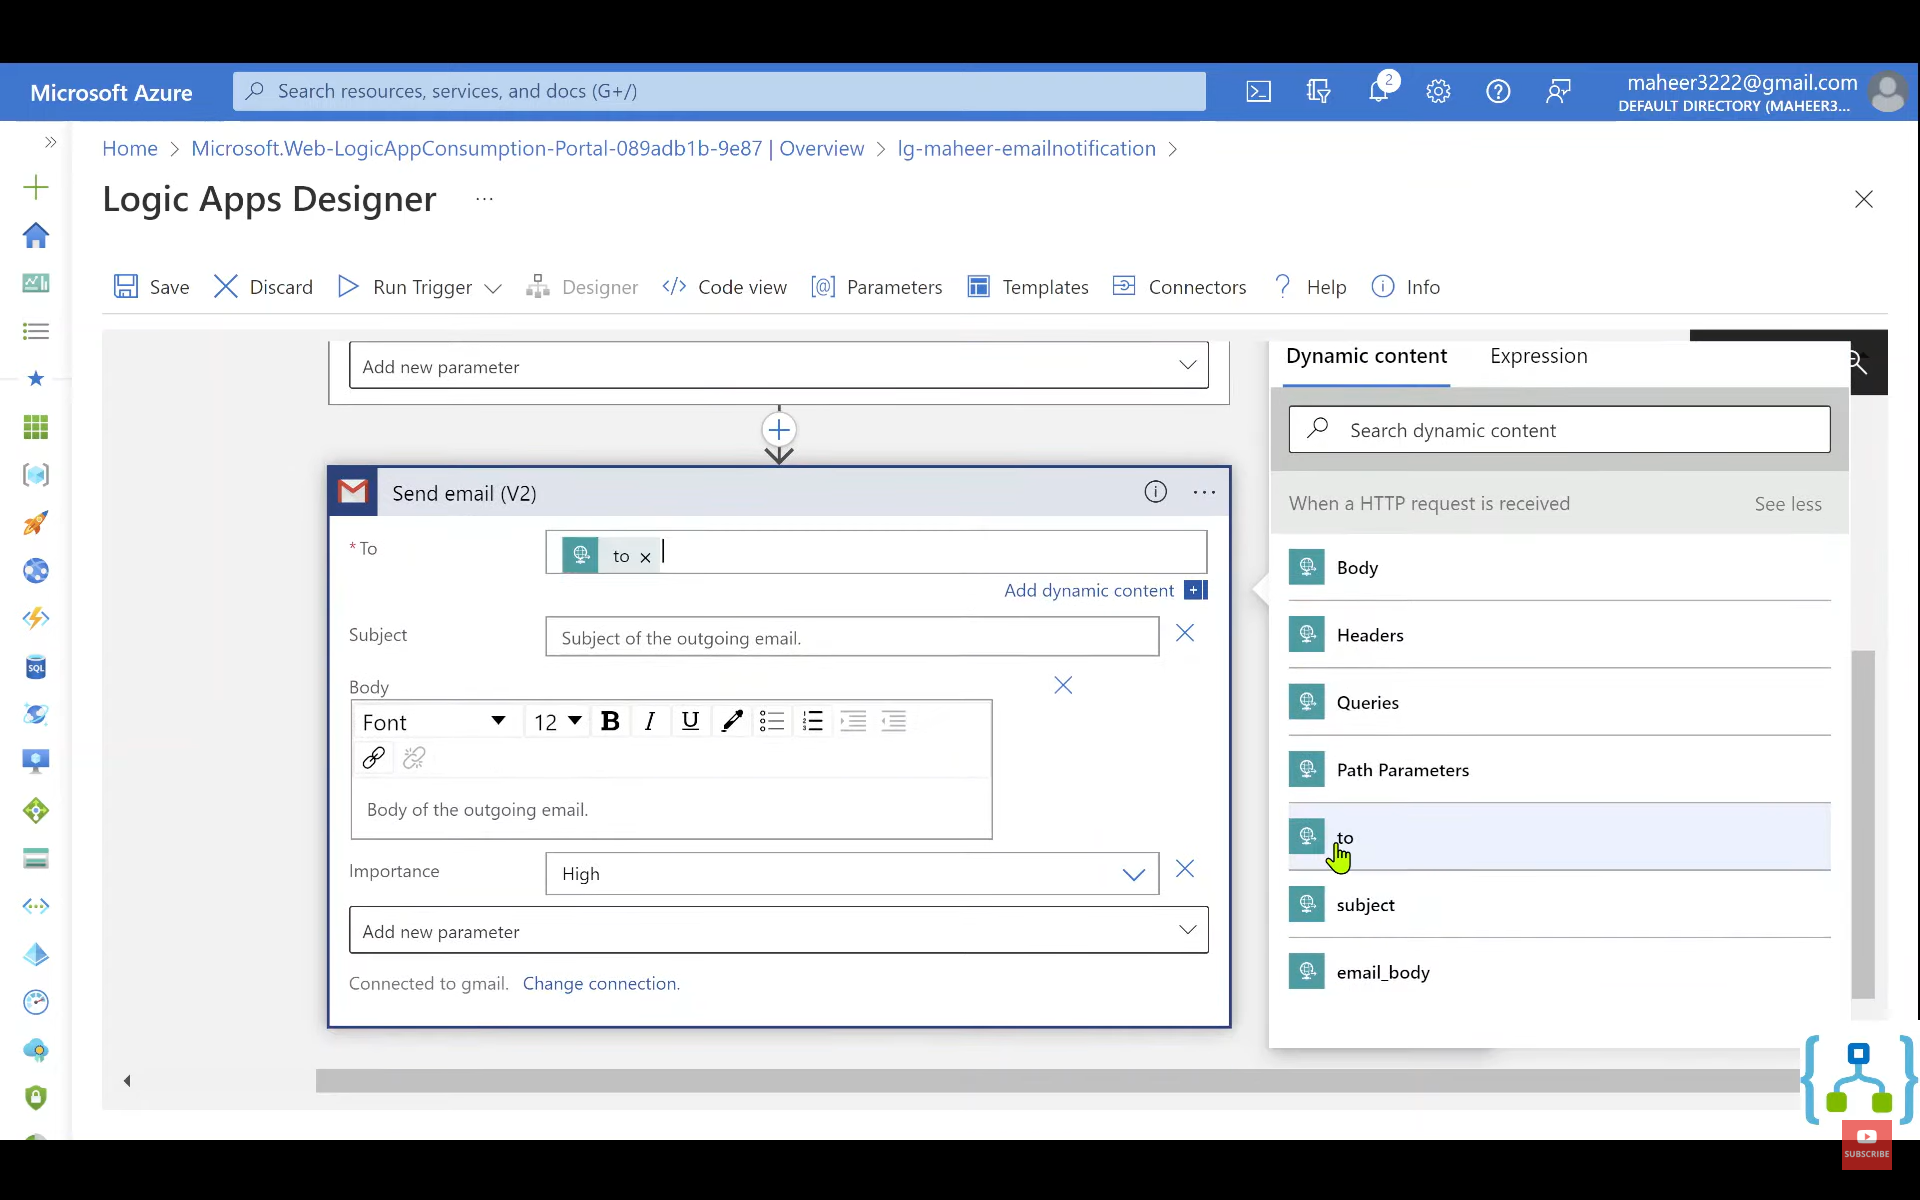 Microsoft Azure
Search resources, services, and docs (G+/)
2
maheer3222@gmail.com
DEFAULT DIRECTORY (MAHEER3...
Home > Microsoft.Web-LogicAppConsumption-Portal-089adb1b-9e87 | Overview > lg-maheer-emailnotification >
Logic Apps Designer ...
Save Discard Run Trigger Designer Code view Parameters Templates Connectors Help Info
Add new parameter
Send email (V2)
* To
to
Add dynamic content
Subject
Subject of the outgoing email.
Body
Font 12 B I U
Body of the outgoing email.
Importance
High
Add new parameter
Connected to gmail. Change connection.
Dynamic content Expression
Search dynamic content
When a HTTP request is received See less
Body
Headers
Queries
Path Parameters
to
subject
email_body
SQL
SUBSCRIBE